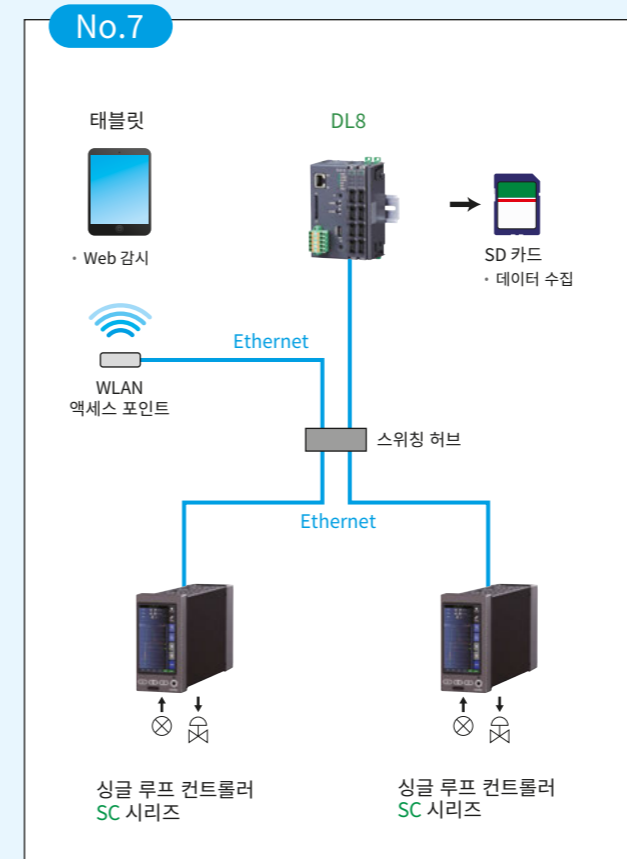 No.7
태블릿
DL8
· Web 감시
SD 카드
· 데이터 수집
Ethernet
WLAN
액세스 포인트
스위칭 허브
Ethernet
싱글 루프 컨트롤러
SC 시리즈
싱글 루프 컨트롤러
SC 시리즈